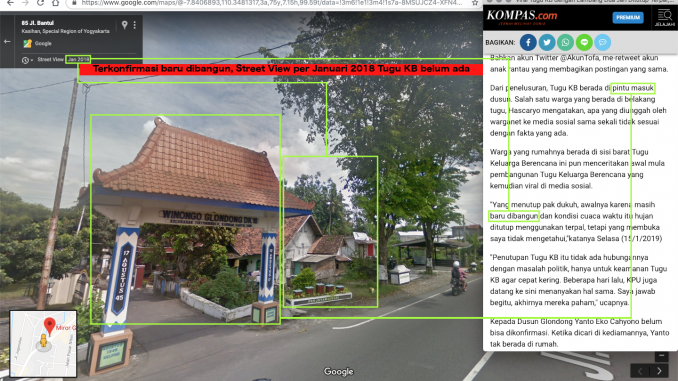 https://www.google.com/maps/@-7.8406893,110.3481317,3a,75y,7.15h,99.59t/data=!3m6!1e1!3m4!1s7a-8MSUJCZ4-XFN4...
85 Jl. Bantul
Kasihan, Special Region of Yogyakarta
Google
Street View - Jan 2018
Terkonfirmasi baru dibangun, Street View per Januari 2018 Tugu KB belum ada
WINONGO GLONDONG DK IX
17 AGUSTUS 45
Google
KOMPAS.com
PREMIUM
JELAJAHI
BAGIKAN:
Bahkan akun Twitter @AkunTofa, me-retweet akun
anak rantau yang membagikan postingan yang sama.
Dari penelusuran, Tugu KB berada di pintu masuk
dusun. Salah satu warga yang berada di belakang
tugu, Hascaryo mengatakan, apa yang diunggah oleh
warganet ke media sosial sama sekali tidak sesuai
dengan fakta yang ada.
Warga yang rumahnya berada di sisi barat Tugu
Keluarga Berencana ini pun menceritakan awal mula
pembangunan Tugu Keluarga Berencana yang
kemudian viral di media sosial.
"Yang menutup pak dukuh, awalnya karena masih
baru dibangun dan kondisi cuaca waktu itu hujan
ditutup menggunakan terpal, tetapi yang membuka
saya tidak mengetahui,"katanya Selasa (15/1/2019)
"Penutupan Tugu KB itu tidak ada hubungannya
dengan masalah politik, hanya untuk keamanan Tugu
KB agar cepat kering. Beberapa hari lalu, KPU juga
datang ke sini menanyakan hal sama. Saya jawab
begitu, akhirnya mereka paham," ucapnya.
Kepada Dusun Glondong Yanto Eko Cahyono belum
bisa dikonfirmasi. Ketika dicari di kediamannya, Yanto
tak berada di rumah.